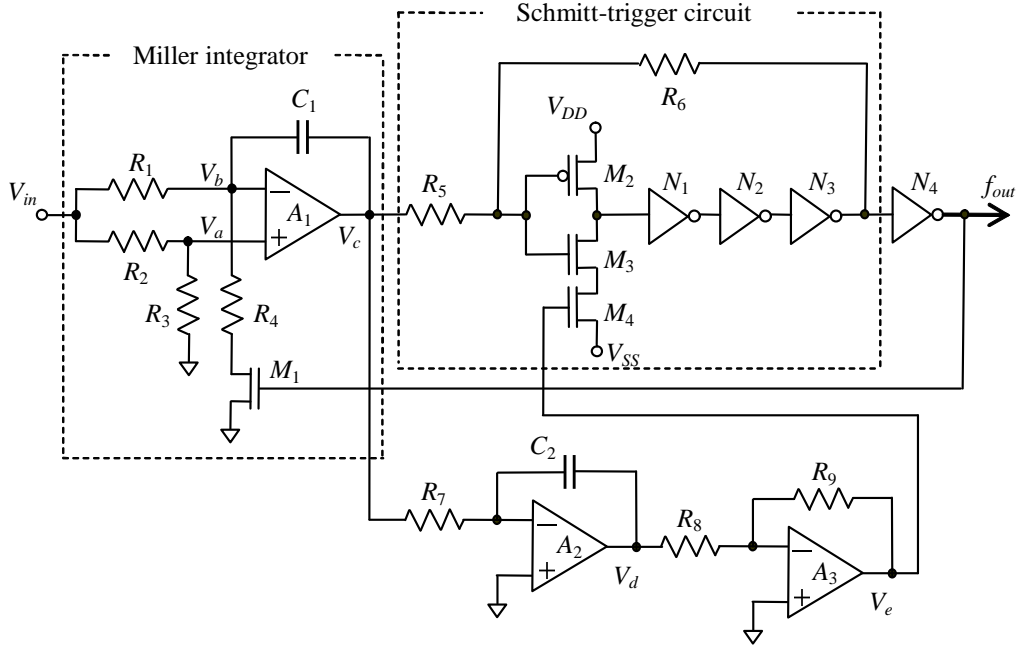 Schmitt-trigger circuit
Miller integrator
R6
C1
VDD
R1
Vb
M2
N1
N2
N3
N4
fout
Vin
R5
A1
Va
Vc
R2
M3
R3
R4
M4
VSS
M1
C2
R9
R7
R8
A2
A3
Vd
Ve